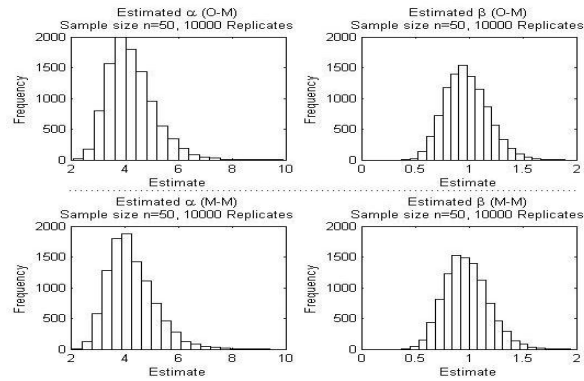 Estimated α (O-M)
Sample size n=50, 10000 Replicates
2000
1500
1000
500
0
Frequency
2 4 6 8 10
Estimate
Estimated β (O-M)
Sample size n=50, 10000 Replicates
2000
1500
1000
500
0
Frequency
0 0.5 1 1.5 2
Estimate
Estimated α (M-M)
Sample size n=50, 10000 Replicates
2000
1500
1000
500
0
Frequency
2 4 6 8 10
Estimate
Estimated β (M-M)
Sample size n=50, 10000 Replicates
2000
1500
1000
500
0
Frequency
0 0.5 1 1.5 2
Estimate